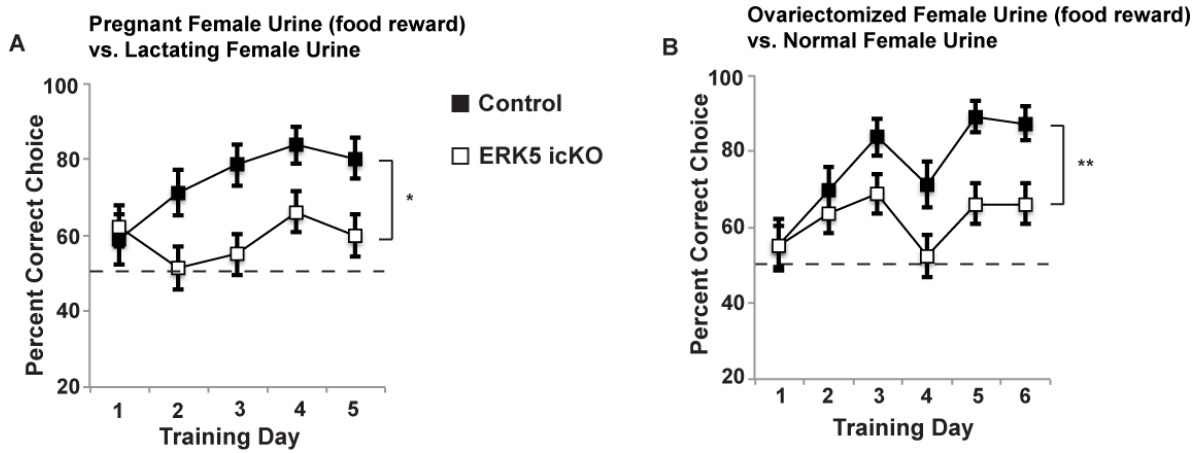 A
Pregnant Female Urine (food reward)
vs. Lactating Female Urine
Percent Correct Choice
100
80
60
40
20
1 2 3 4 5
Training Day
*
Control
ERK5 icKO
B
Ovariectomized Female Urine (food reward)
vs. Normal Female Urine
Percent Correct Choice
100
80
60
40
20
1 2 3 4 5 6
Training Day
**